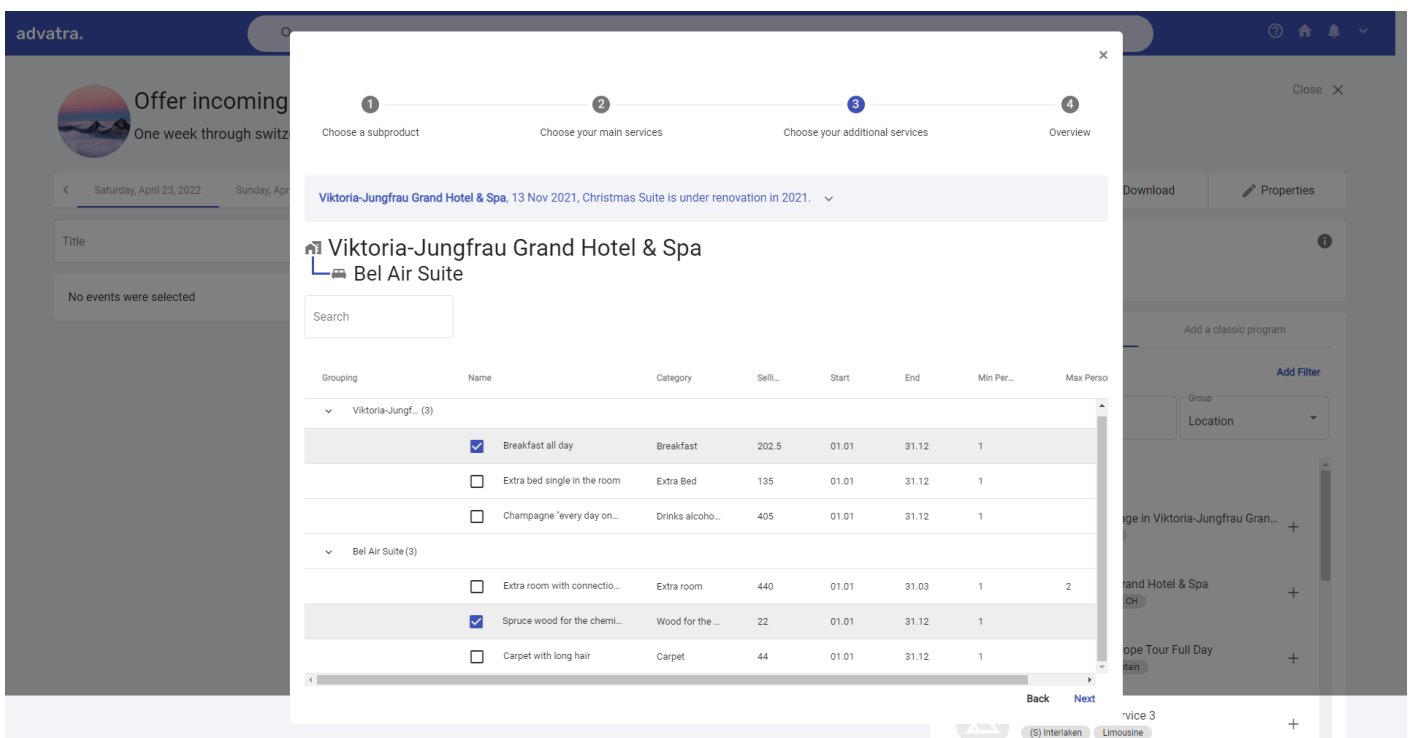 advatra.
Offer incoming
One week through switz
Close
1
2
3
4
Choose a subproduct
Choose your main services
Choose your additional services
Overview
Saturday, April 23, 2022
Sunday, Apr
Download
Properties
Viktoria-Jungfrau Grand Hotel & Spa, 13 Nov 2021, Christmas Suite is under renovation in 2021.
Title
Viktoria-Jungfrau Grand Hotel & Spa
Bel Air Suite
No events were selected
Search
Add a classic program
Add Filter
Group
Location
Grouping Name Category Selli... Start End Min Per... Max Perso
Viktoria-Jungf... (3)
Breakfast all day Breakfast 202.5 01.01 31.12 1
Extra bed single in the room Extra Bed 135 01.01 31.12 1
Champagne "every day on... Drinks alcoho... 405 01.01 31.12 1
Bel Air Suite (3)
Extra room with connectio... Extra room 440 01.01 31.03 1 2
Spruce wood for the chemi... Wood for the ... 22 01.01 31.12 1
Carpet with long hair Carpet 44 01.01 31.12 1
Back Next
age in Viktoria-Jungfrau Gran...
rand Hotel & Spa
CH
ope Tour Full Day
ntain
rvice 3
(S) Interlaken Limousine